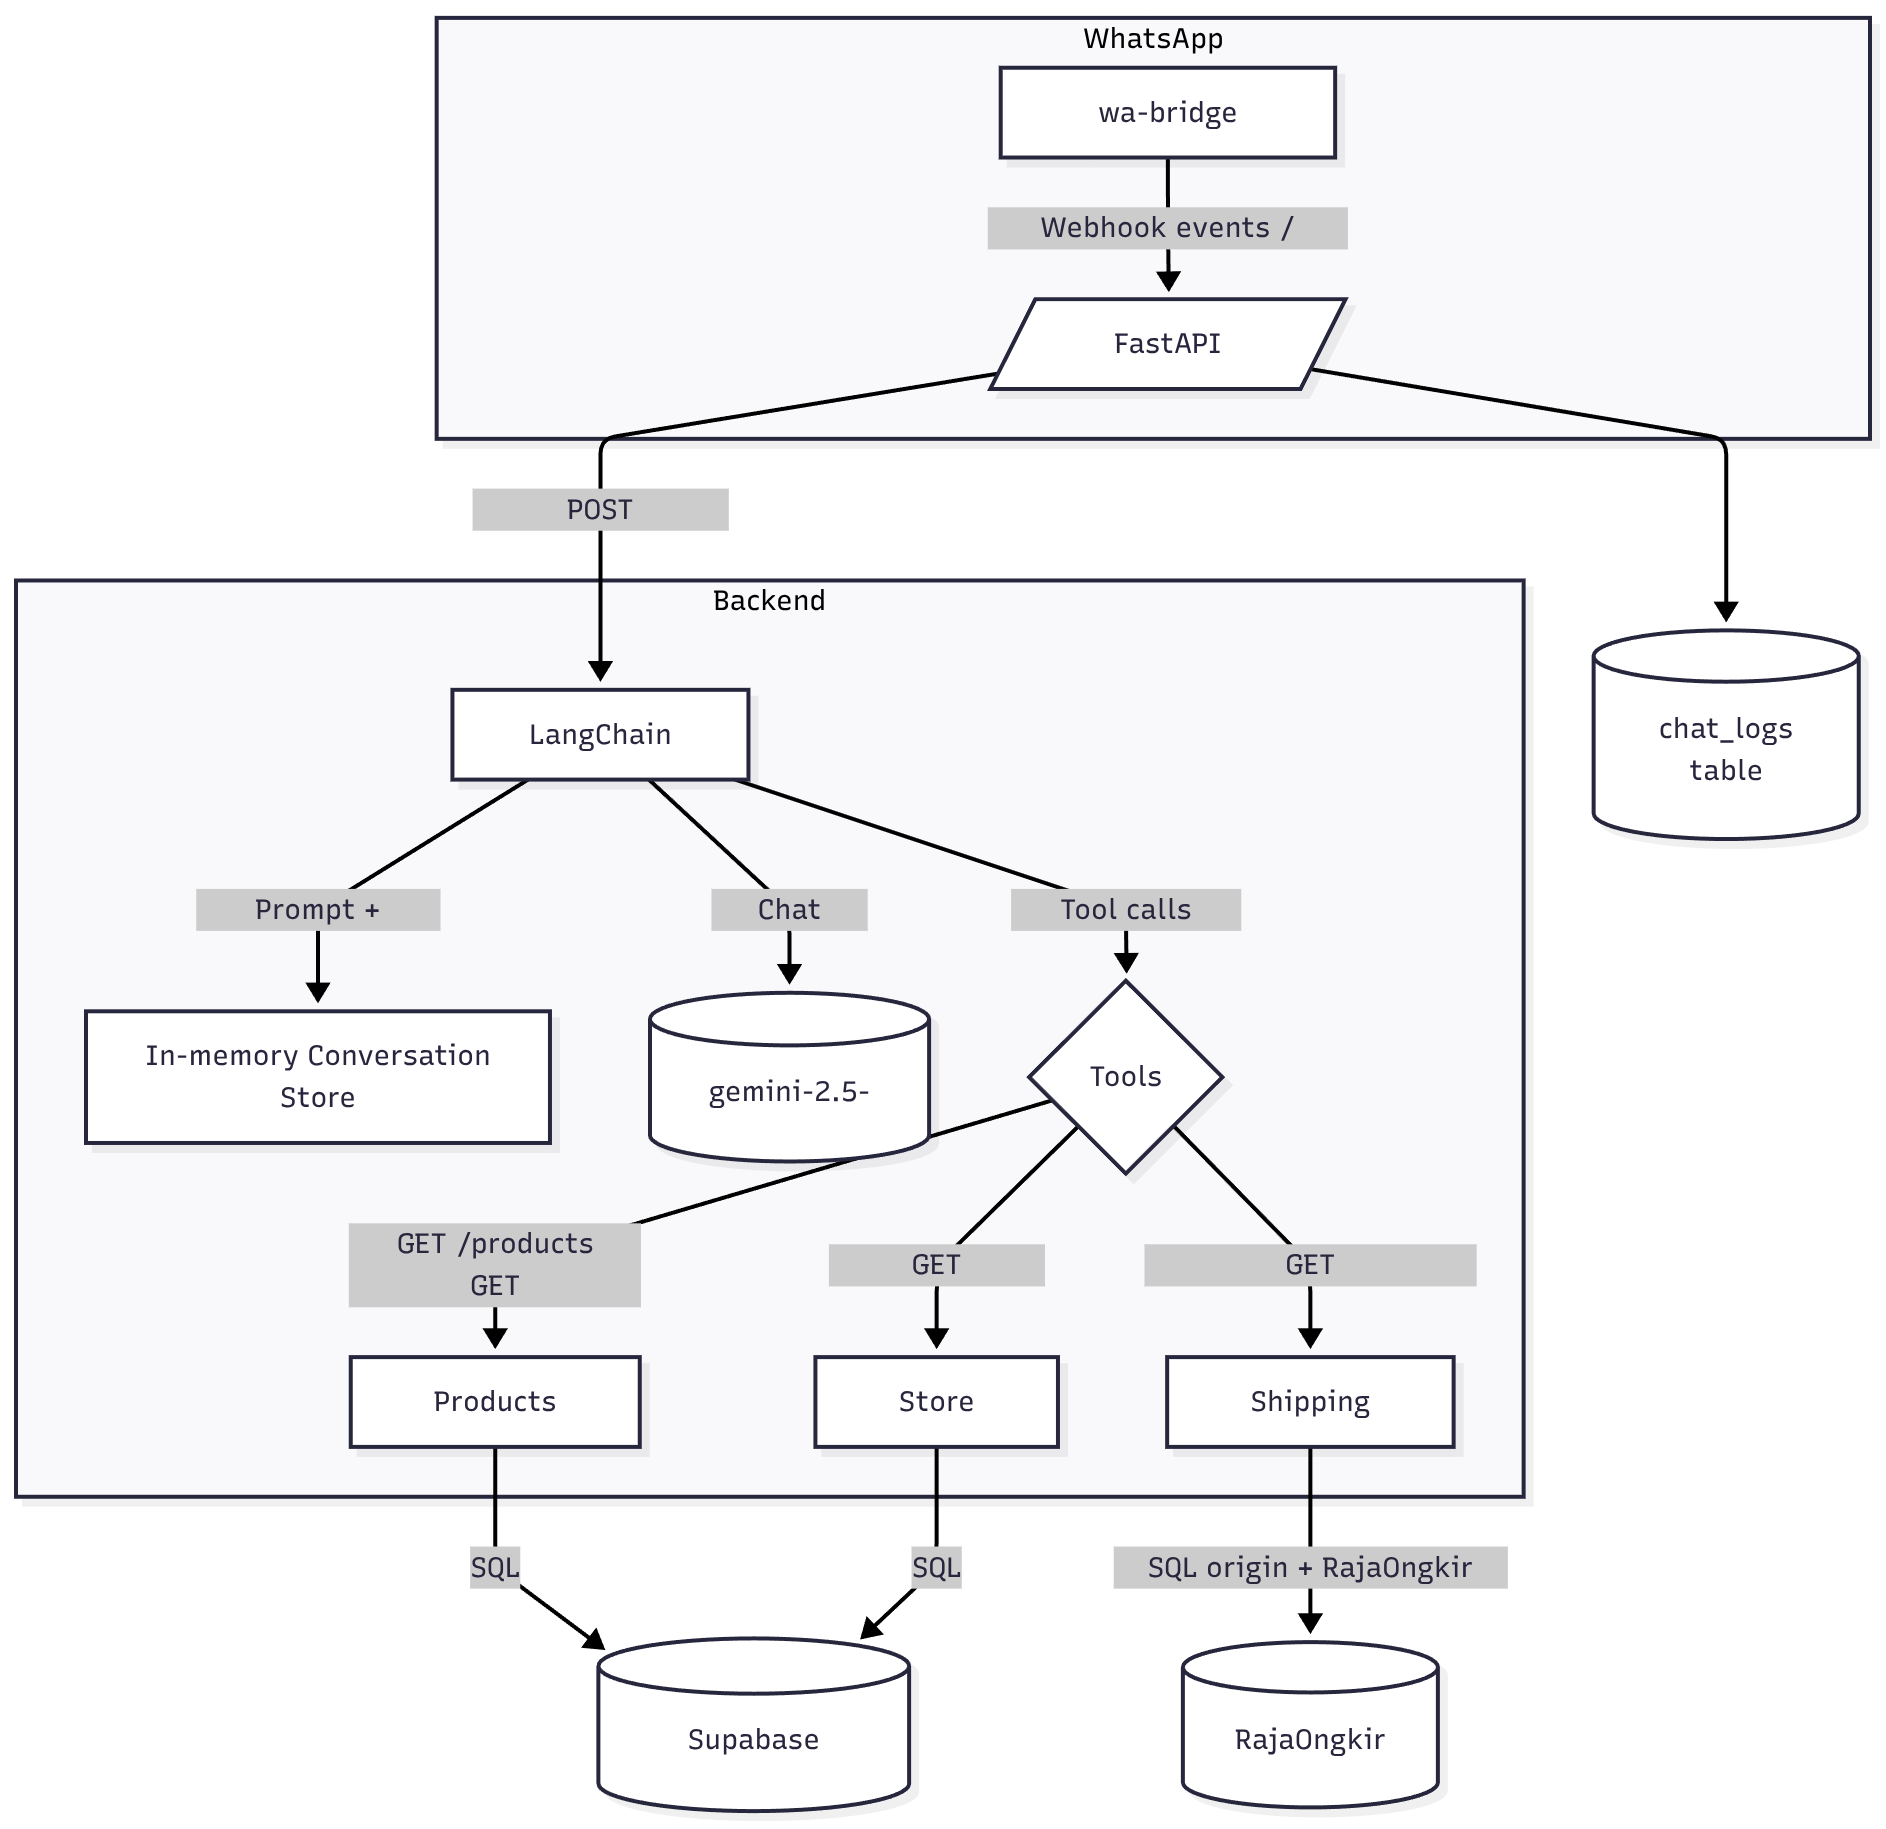 WhatsApp
wa-bridge
Webhook events /
FastAPI
POST
Backend
LangChain
chat_logs
table
Prompt +
Chat
Tool calls
In-memory Conversation
Store
gemini-2.5-
Tools
GET /products
GET
GET
GET
Products
Store
Shipping
SQL
SQL
SQL origin + RajaOngkir
Supabase
RajaOngkir